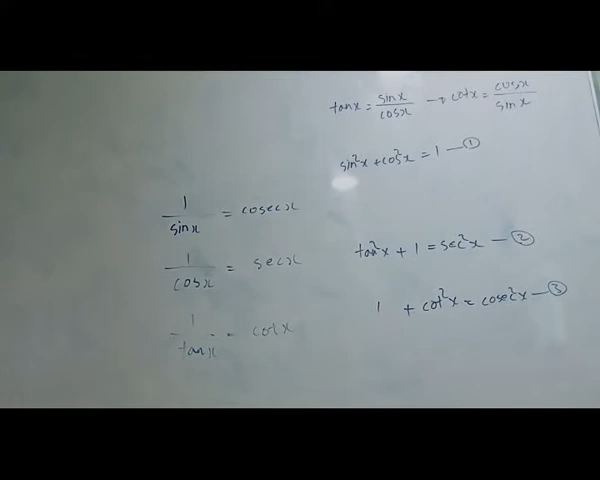 tanx = sinx/cosx → cotx = cosx/sinx
sin²x + cos²x = 1 — ①
1/sinx = cosecx
tan²x + 1 = sec²x — ②
1/cosx = secx
1 + cot²x = cosec²x — ③
1/tanx = cotx